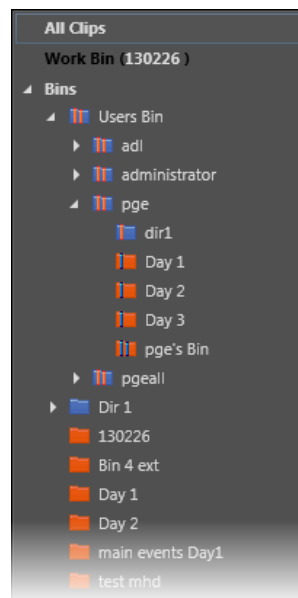 All Clips
Work Bin (130226 )
Bins
Users Bin
adl
administrator
pge
dir1
Day 1
Day 2
Day 3
pge's Bin
pgeall
Dir 1
130226
Bin 4 ext
Day 1
Day 2
main events Day1
test mhd